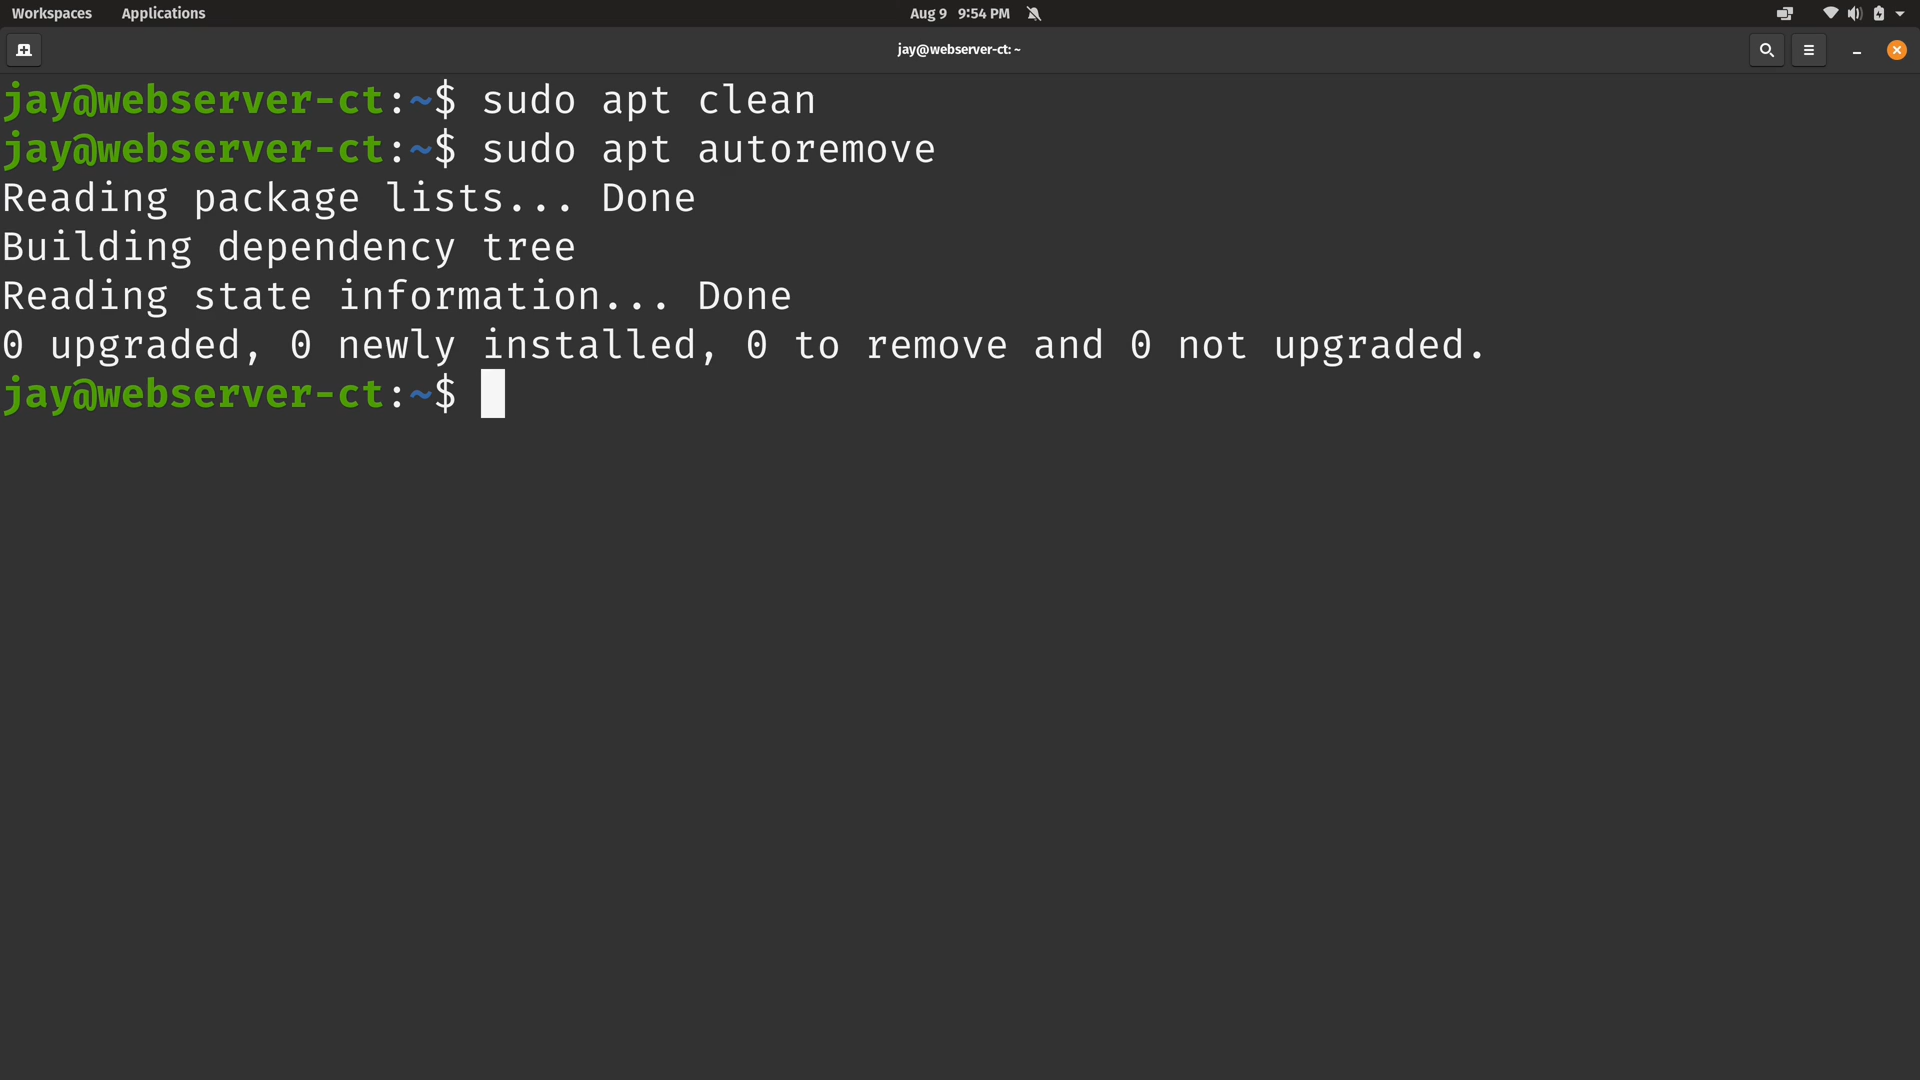 Workspaces Applications Aug 9 9:54 PM
jay@webserver-ct: ~
jay@webserver-ct:~$ sudo apt clean
jay@webserver-ct:~$ sudo apt autoremove
Reading package lists... Done
Building dependency tree
Reading state information... Done
0 upgraded, 0 newly installed, 0 to remove and 0 not upgraded.
jay@webserver-ct:~$